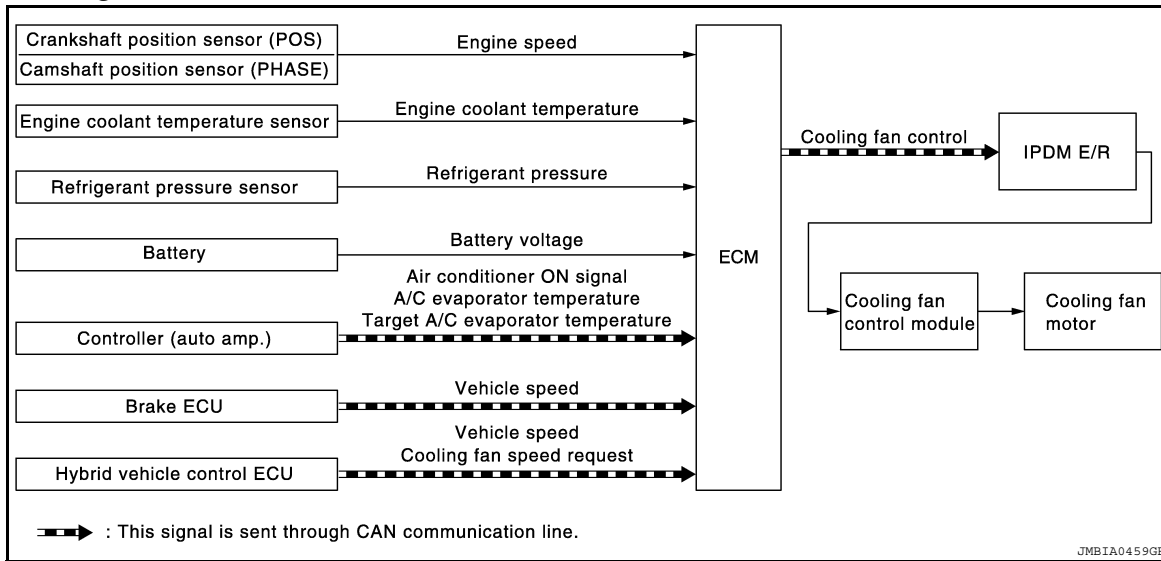 Crankshaft position sensor (POS)
Camshaft position sensor (PHASE)
Engine speed
Engine coolant temperature sensor
Engine coolant temperature
Refrigerant pressure sensor
Refrigerant pressure
Battery
Battery voltage
Controller (auto amp.)
Air conditioner ON signal
A/C evaporator temperature
Target A/C evaporator temperature
Brake ECU
Vehicle speed
Hybrid vehicle control ECU
Vehicle speed
Cooling fan speed request
ECM
Cooling fan control
IPDM E/R
Cooling fan
control module
Cooling fan
motor
: This signal is sent through CAN communication line.